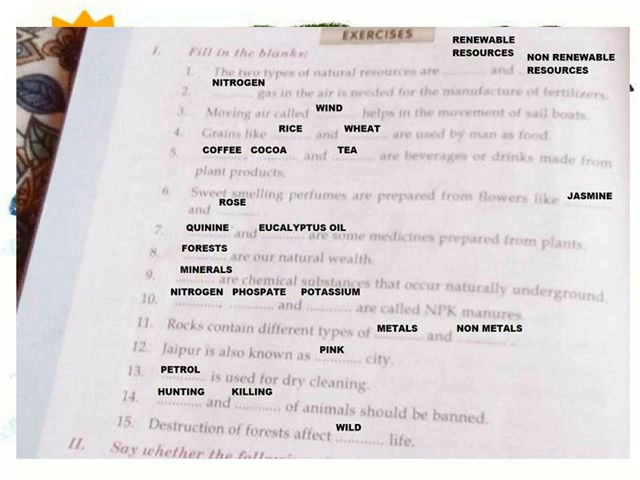 EXERCISES
I. Fill in the blanks:
1. The two types of natural resources are RENEWABLE RESOURCES and NON RENEWABLE RESOURCES
2. NITROGEN gas in the air is needed for the manufacture of fertilizers.
3. Moving air called WIND helps in the movement of sail boats.
4. Grains like RICE and WHEAT are used by man as food.
5. COFFEE COCOA and TEA are beverages or drinks made from
plant products.
6. Sweet smelling perfumes are prepared from flowers like JASMINE
and ROSE .
7. QUININE and EUCALYPTUS OIL are some medicines prepared from plants.
8. FORESTS are our natural wealth.
9. MINERALS are chemical substances that occur naturally underground.
10. NITROGEN PHOSPATE and POTASSIUM are called NPK manures.
11. Rocks contain different types of METALS and NON METALS .
12. Jaipur is also known as PINK city.
13. PETROL is used for dry cleaning.
14. HUNTING and KILLING of animals should be banned.
15. Destruction of forests affect WILD life.
II. Say whether the following